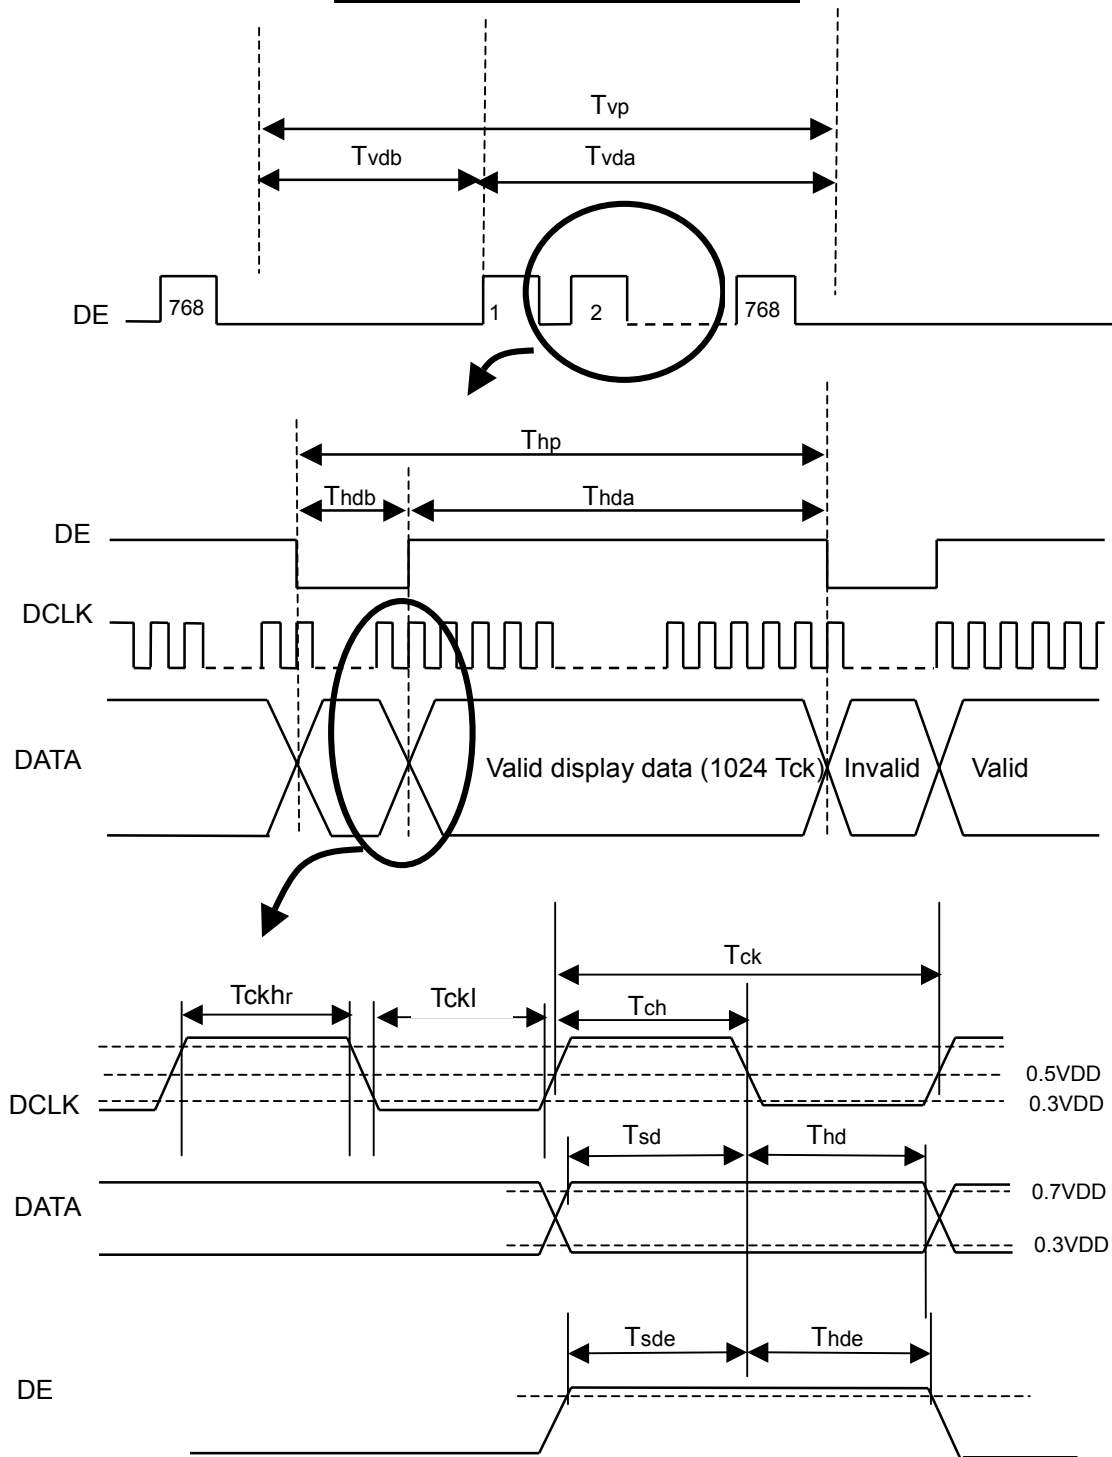 Tvp
Tvdb Tvda
DE 768 1 2 768
Thp
Thdb Thda
DE
DCLK
DATA Valid display data (1024 Tck) Invalid Valid
Tck
Tckhr Tckl Tch
0.5VDD
DCLK 0.3VDD
Tsd Thd
DATA 0.7VDD
0.3VDD
Tsde Thde
DE